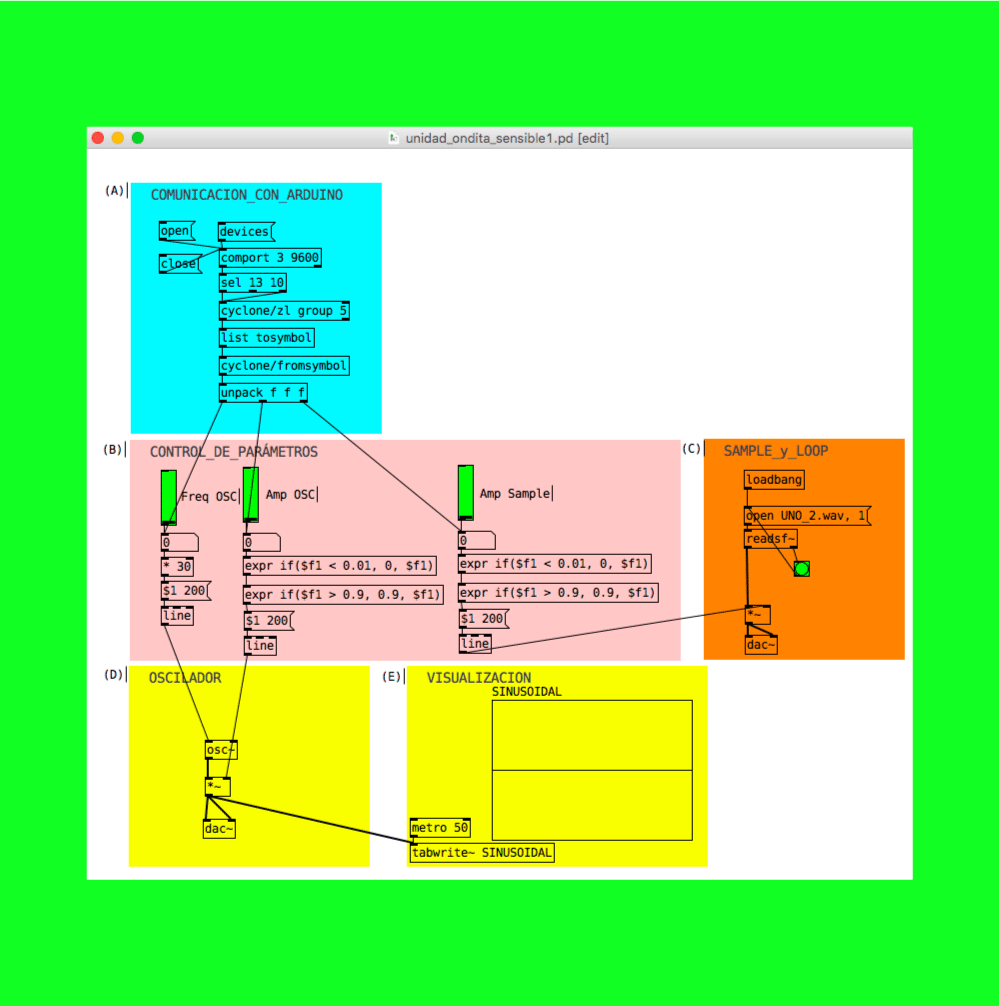 unidad_ondita_sensible1.pd [edit]
(A)
COMUNICACION_CON_ARDUINO
open
devices
close
comport 3 9600
sel 13 10
cyclone/zl group 5
list tosymbol
cyclone/fromsymbol
unpack f f f
(B)
CONTROL_DE_PARÁMETROS
Freq OSC
Amp OSC
Amp Sample
0
0
0
* 30
expr if($f1 < 0.01, 0, $f1)
expr if($f1 < 0.01, 0, $f1)
$1 200
expr if($f1 > 0.9, 0.9, $f1)
expr if($f1 > 0.9, 0.9, $f1)
line
$1 200
$1 200
line
line
(C)
SAMPLE_y_LOOP
loadbang
open UNO_2.wav, 1
readsf~
*~
dac~
(D)
OSCILADOR
osc~
*~
dac~
(E)
VISUALIZACION
SINUSOIDAL
metro 50
tabwrite~ SINUSOIDAL